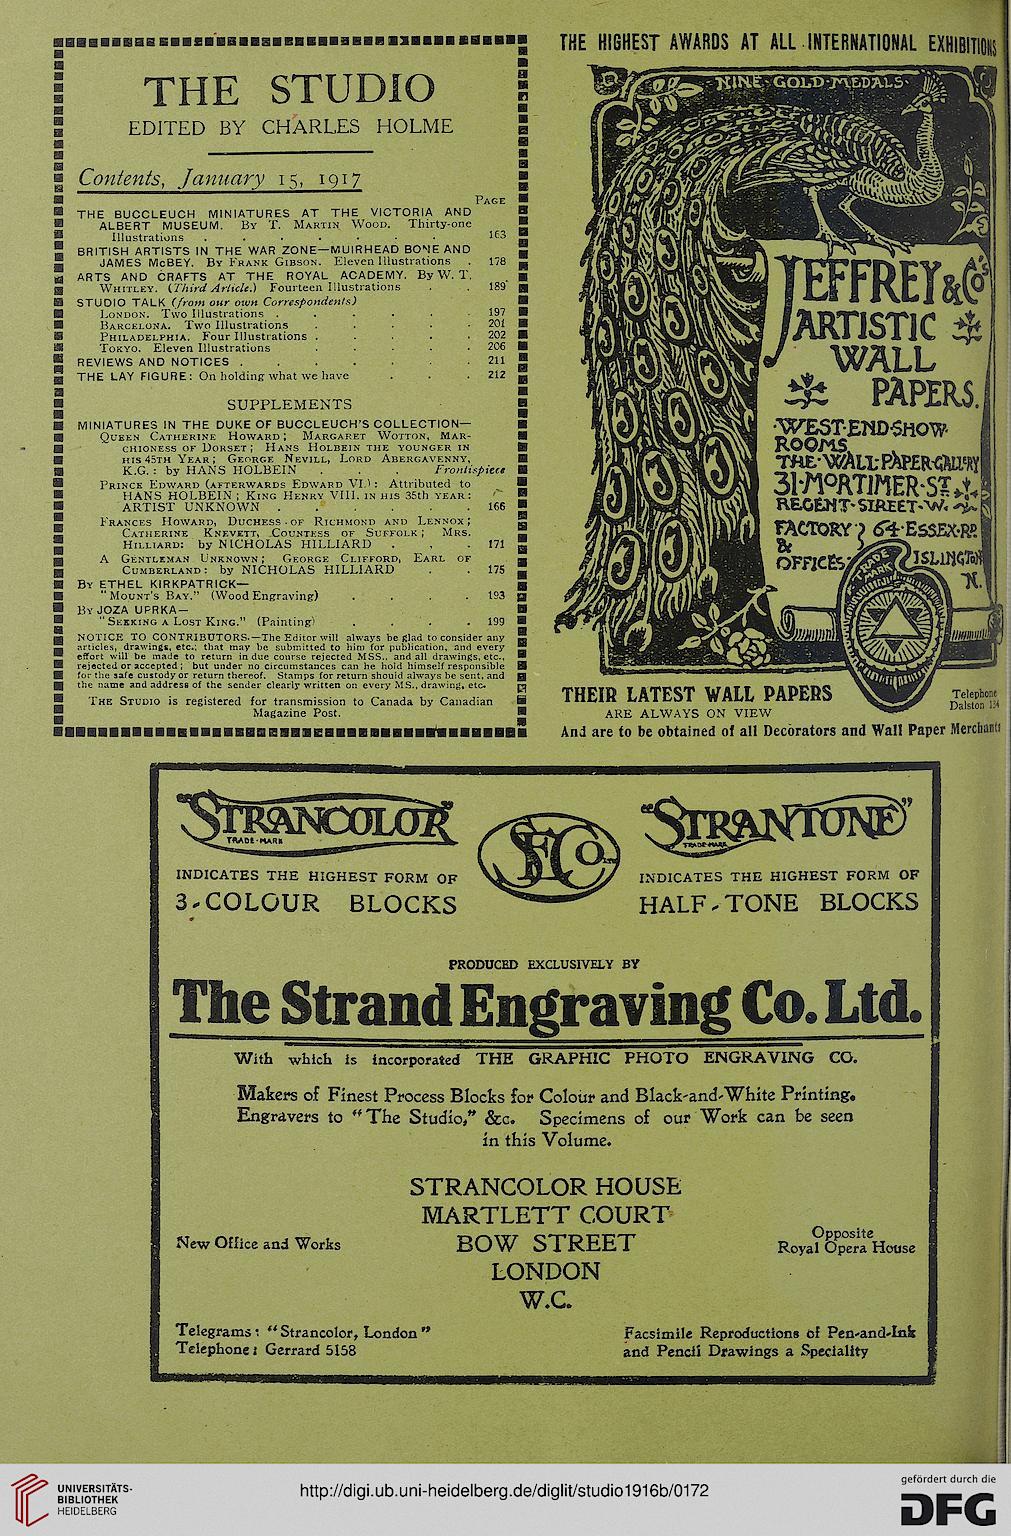 THE STUDIO
EDITED BY CHARLES HOLME
Contents, January 15, 1917
PAGE
THE BUCCLEUCH MINIATURES AT THE VICTORIA AND
ALBERT MUSEUM. By T. Martin Wood. Thirty-one
Illustrations . . . . . . . 163
BRITISH ARTISTS IN THE WAR ZONE—MUIRHEAD BONE AND
JAMES McBEY. By Frank Gibson. Eleven Illustrations . 178
ARTS AND CRAFTS AT THE ROYAL ACADEMY. By W. T.
Whitley. (Third Article.) Fourteen Illustrations . . 189
STUDIO TALK (from our own Correspondents)
London. Two Illustrations . . . . . . 197
Barcelona. Two Illustrations . . . . . 201
Philadelphia. Four Illustrations . . . . . 202
Tokyo. Eleven Illustrations . . . . . 206
REVIEWS AND NOTICES . . . . . . . 211
THE LAY FIGURE: On holding what we have . . . 212
SUPPLEMENTS
MINIATURES IN THE DUKE OF BUCCLEUCH'S COLLECTION—
Queen Catherine Howard; Margaret Wotton, Mar-
chioness of Dorset; Hans Holbein the younger in
his 45th Year; George Nevill, Lord Abergavenny,
K.G.: by HANS HOLBEIN . . . Frontispiece
Prince Edward (afterwards Edward VI.): Attributed to
HANS HOLBEIN; King Henry VIII. in his 35th year:
ARTIST UNKNOWN . . . . . . 166
Frances Howard, Duchess of Richmond and Lennox;
Catherine Knevett, Countess of Suffolk; Mrs.
Hilliard: by NICHOLAS HILLIARD . . . 171
A Gentleman Unknown; George Clifford, Earl of
Cumberland: by NICHOLAS HILLIARD . . 175
By ETHEL KIRKPATRICK—
"Mount's Bay." (Wood Engraving) . . . . 193
By JOZA UPRKA—
"Seeking a Lost King." (Painting) . . . . 199
NOTICE TO CONTRIBUTORS.—The Editor will always be glad to consider any
articles, drawings, etc.; that may be submitted to him for publication, and every
effort will be made to return in due course rejected MSS., and all drawings, etc.,
rejected or accepted; but under no circumstances can he hold himself responsible
for the safe custody or return thereof. Stamps for return should always be sent, and
the name and address of the sender clearly written on every MS., drawing, etc.
The Studio is registered for transmission to Canada by Canadian
Magazine Post.
THE HIGHEST AWARDS AT ALL INTERNATIONAL EXHIBITIONS
NINE·GOLD·MEDALS·
JEFFREY & Co's
ARTISTIC
WALL
PAPERS.
·WEST·END·SHOW·
ROOMS
THE·WALL·PAPER·GALLRY
31·MORTIMER·ST.
REGENT·STREET·W.
FACTORY } 64·ESSEX·RD.
&
OFFICES: ISLINGTON
N.
TRADE MARK
THEIR LATEST WALL PAPERS
ARE ALWAYS ON VIEW
Telephone
Dalston 134
And are to be obtained of all Decorators and Wall Paper Merchants
"STRANCOLOR"
TRADE·MARK
SECo.
LTD
"STRANTONE"
TRADE·MARK
INDICATES THE HIGHEST FORM OF
3-COLOUR BLOCKS
INDICATES THE HIGHEST FORM OF
HALF-TONE BLOCKS
PRODUCED EXCLUSIVELY BY
The Strand Engraving Co. Ltd.
With which is incorporated THE GRAPHIC PHOTO ENGRAVING CO.
Makers of Finest Process Blocks for Colour and Black-and-White Printing.
Engravers to "The Studio," &c. Specimens of our Work can be seen
in this Volume.
STRANCOLOR HOUSE
MARTLETT COURT
New Office and Works
BOW STREET
Opposite
Royal Opera House
LONDON
W.C.
Telegrams: "Strancolor, London"
Telephone: Gerrard 5158
Facsimile Reproductions of Pen-and-Ink
and Pencil Drawings a Speciality
UNIVERSITÄTS-
BIBLIOTHEK
HEIDELBERG
http://digi.ub.uni-heidelberg.de/diglit/studio1916b/0172
gefördert durch die
DFG